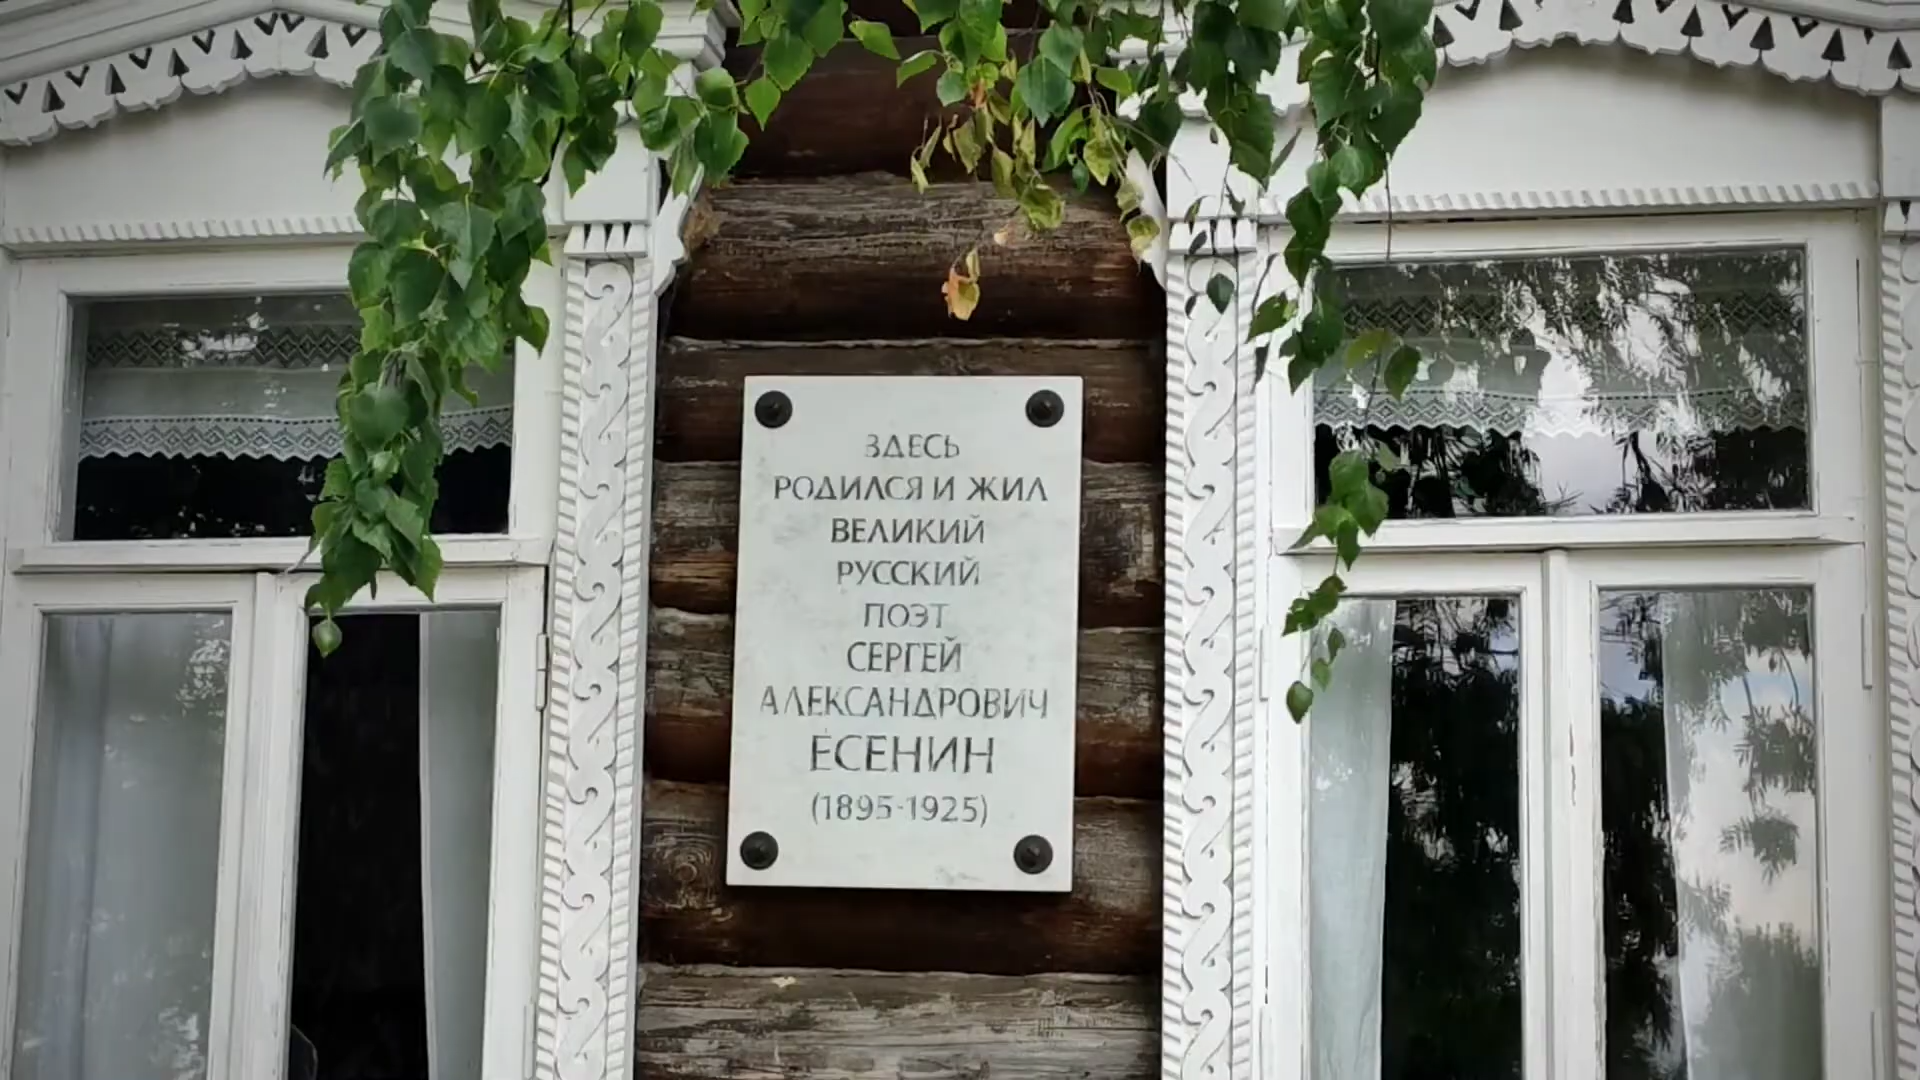 ЗДЕСЬ
РОДИЛСЯ И ЖИЛ
ВЕЛИКИЙ
РУССКИЙ
ПОЭТ
СЕРГЕЙ
АЛЕКСАНДРОВИЧ
ЕСЕНИН
(1895-1925)